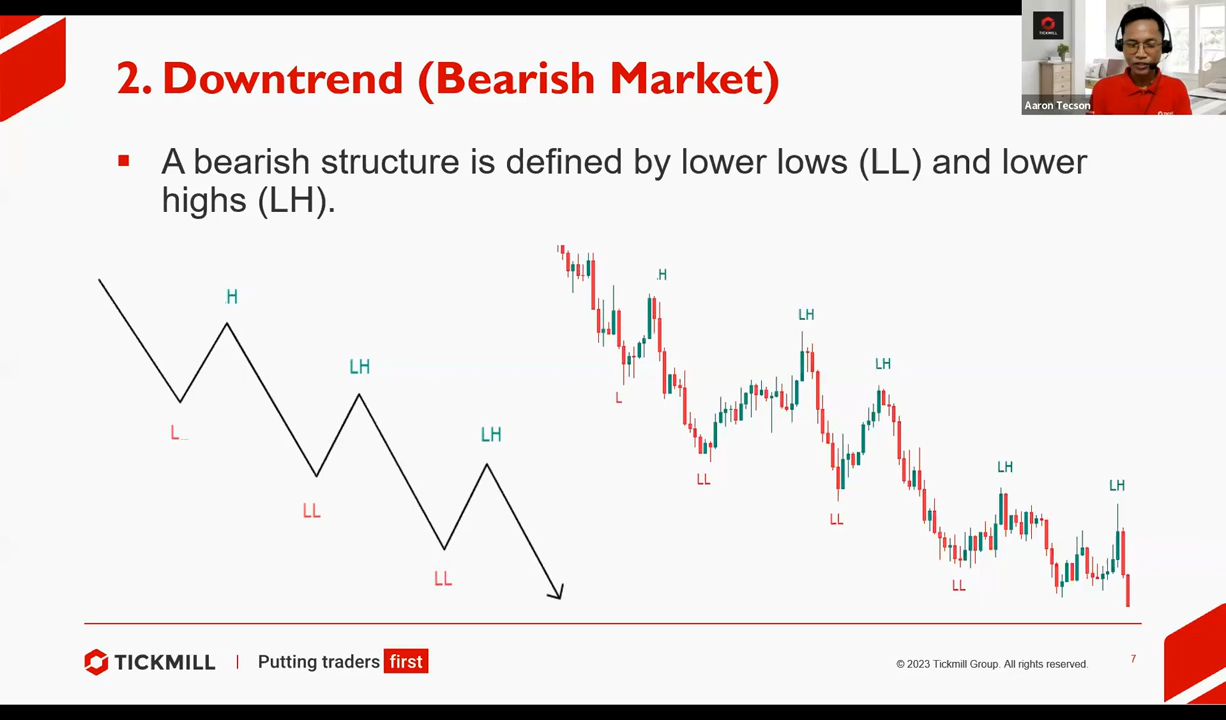 2. Downtrend (Bearish Market)
TICKMILL
Aaron Tecson
▪ A bearish structure is defined by lower lows (LL) and lower
highs (LH).
H
LH
LH
L
LL
LL
H
LH
LH
LH
LH
L
LL
LL
LL
TICKMILL | Putting traders first
© 2023 Tickmill Group. All rights reserved.
7